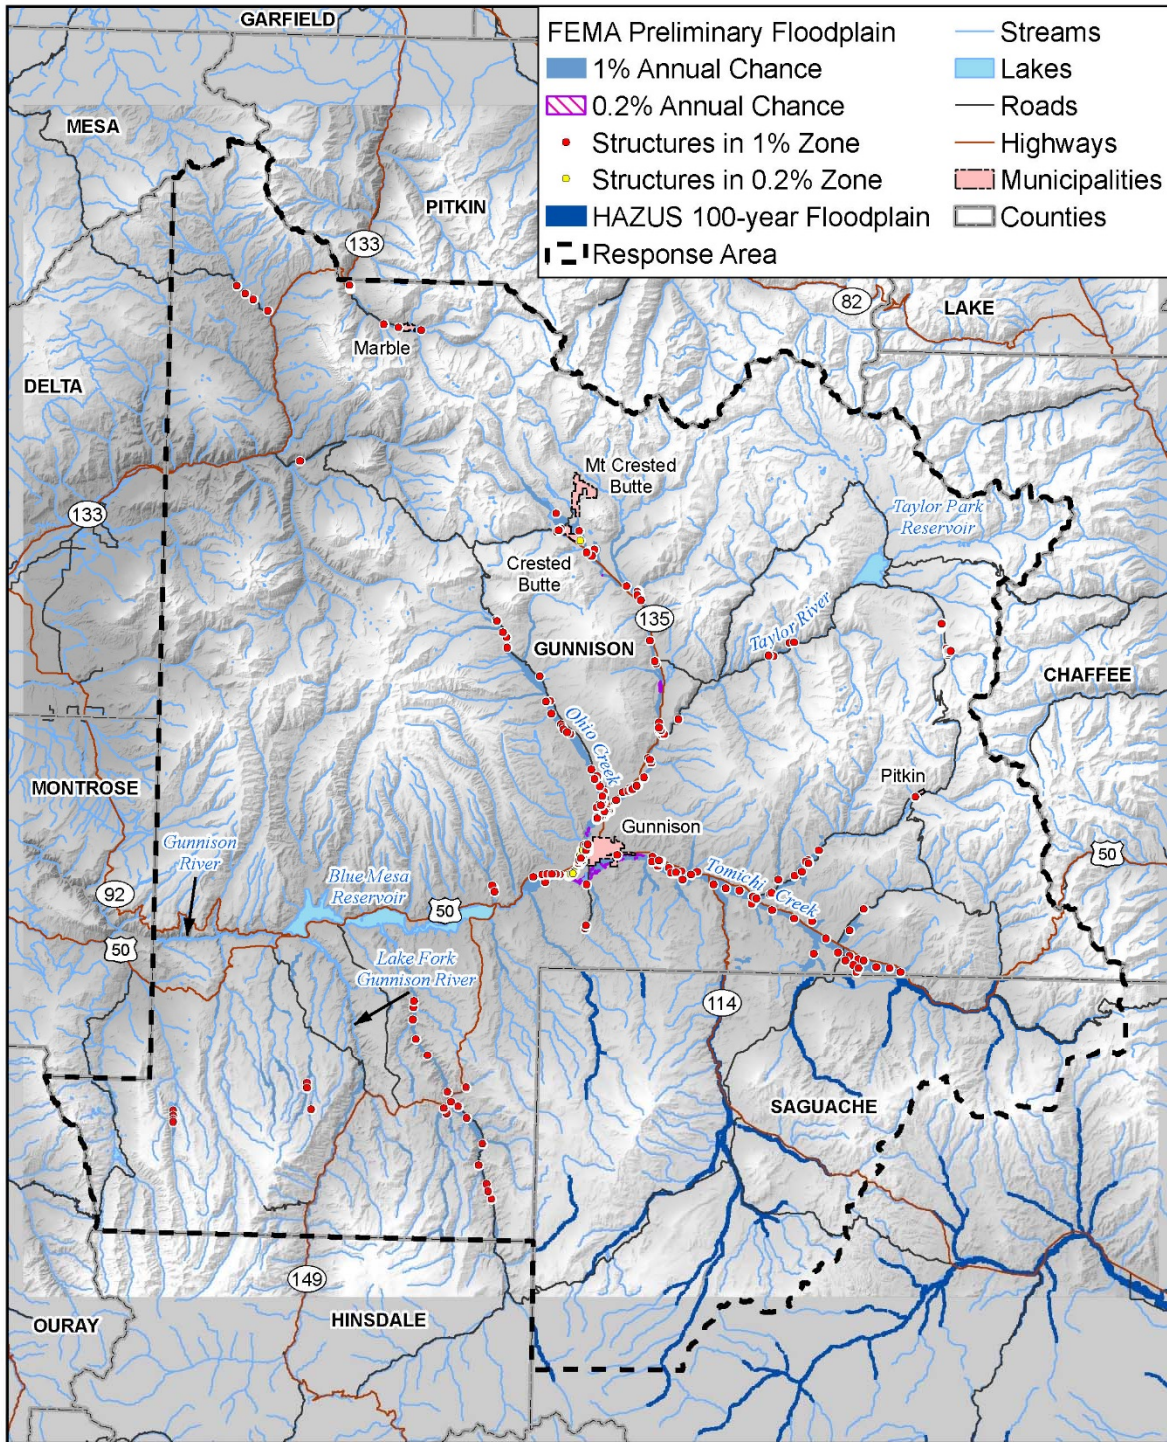 GARFIELD
MESA
PITKIN
133
FEMA Preliminary Floodplain
1% Annual Chance
0.2% Annual Chance
Structures in 1% Zone
Structures in 0.2% Zone
HAZUS 100-year Floodplain
Response Area
Streams
Lakes
Roads
Highways
Municipalities
Counties
82
LAKE
Marble
DELTA
Mt Crested
Butte
133
Taylor Park
Reservoir
Crested
Butte
135
Taylor River
GUNNISON
CHAFFEE
Ohio Creek
MONTROSE
Pitkin
Gunnison
Gunnison
River
50
92
Blue Mesa
Reservoir
50
Tomichi Creek
50
Lake Fork
Gunnison River
114
SAGUACHE
149
OURAY
HINSDALE